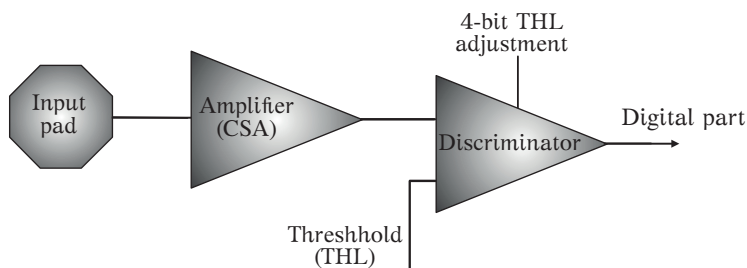 4-bit THL
adjustment
Input
pad
Amplifier
(CSA)
Discriminator
Digital part
Threshhold
(THL)